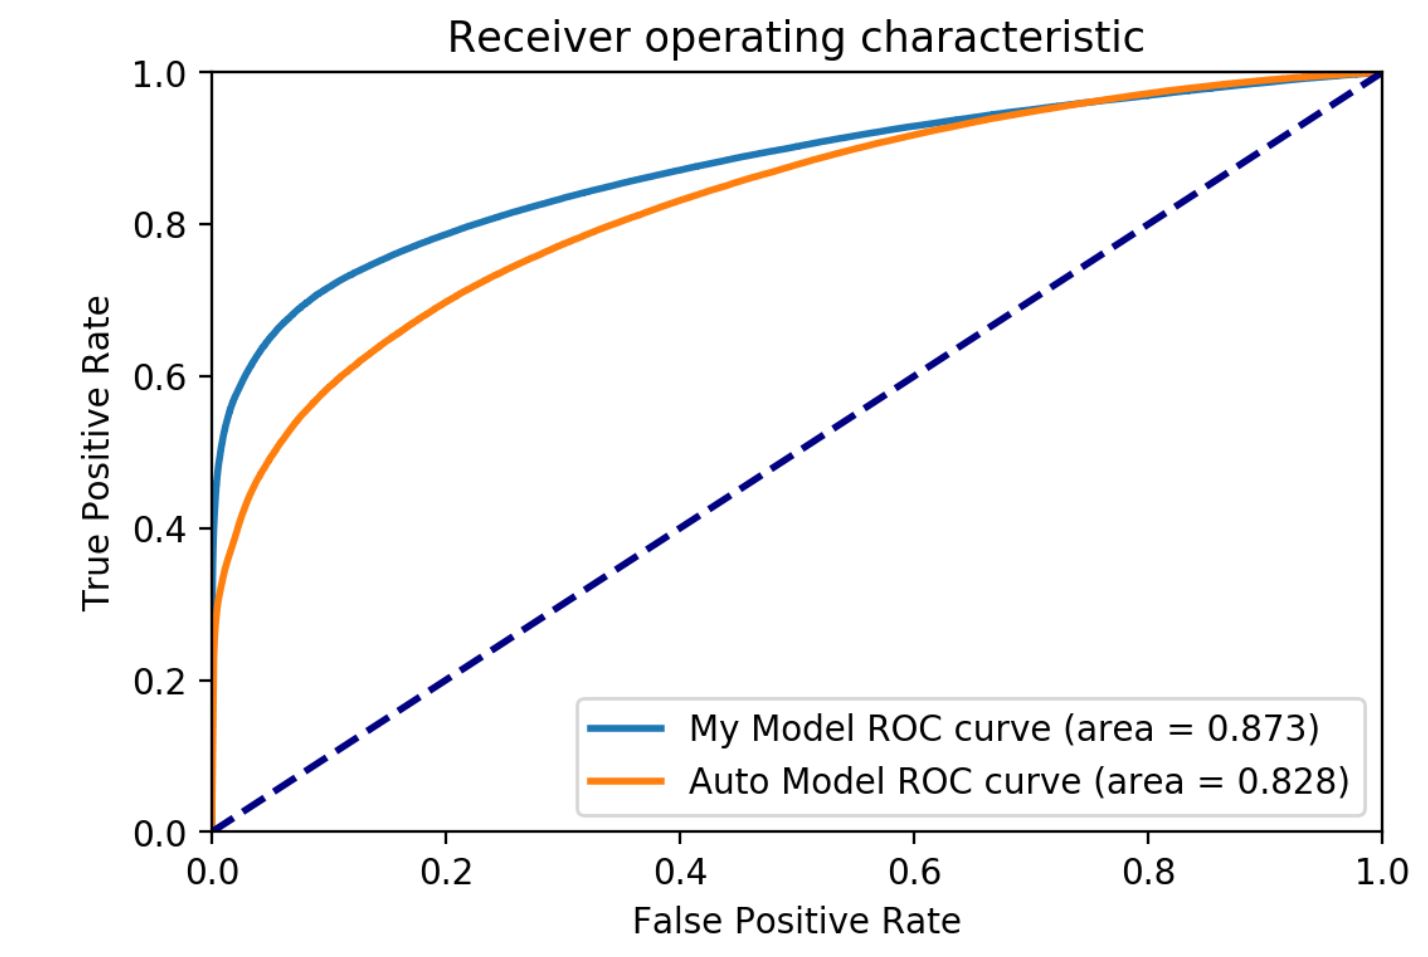 Receiver operating characteristic
1.0
0.8
0.6
0.4
0.2
0.0
True Positive Rate
My Model ROC curve (area = 0.873)
Auto Model ROC curve (area = 0.828)
0.0 0.2 0.4 0.6 0.8 1.0
False Positive Rate